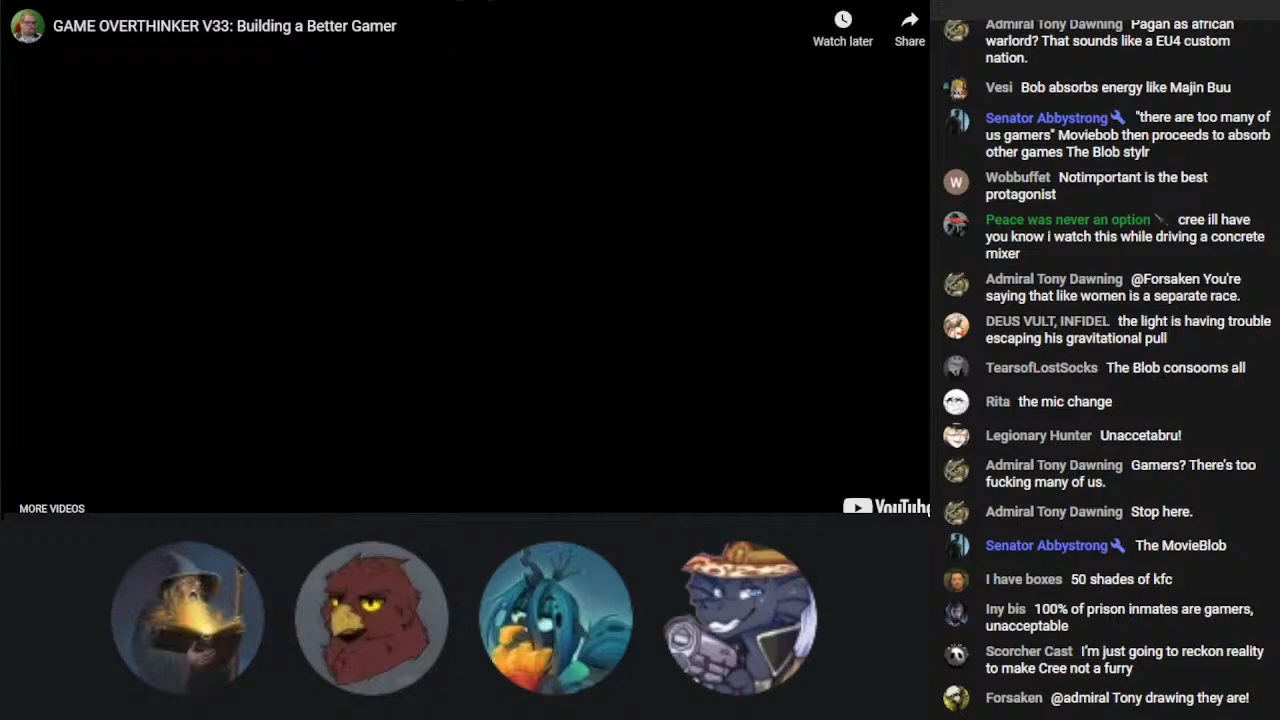 GAME OVERTHINKER V33: Building a Better Gamer
Watch later
Share
MORE VIDEOS
YouTube
Admiral Tony Dawning Pagan as african
warlord? That sounds like a EU4 custom
nation.
Vesi Bob absorbs energy like Majin Buu
Senator Abbystrong "there are too many of
us gamers" Moviebob then proceeds to absorb
other games The Blob stylr
W
Wobbuffet Notimportant is the best
protagonist
Peace was never an option cree ill have
you know i watch this while driving a concrete
mixer
Admiral Tony Dawning @Forsaken You're
saying that like women is a separate race.
DEUS VULT, INFIDEL the light is having trouble
escaping his gravitational pull
TearsofLostSocks The Blob consooms all
Rita the mic change
Legionary Hunter Unaccetabru!
Admiral Tony Dawning Gamers? There's too
fucking many of us.
Admiral Tony Dawning Stop here.
Senator Abbystrong The MovieBlob
I have boxes 50 shades of kfc
Iny bis 100% of prison inmates are gamers,
unacceptable
Scorcher Cast I'm just going to reckon reality
to make Cree not a furry
Forsaken @admiral Tony drawing they are!